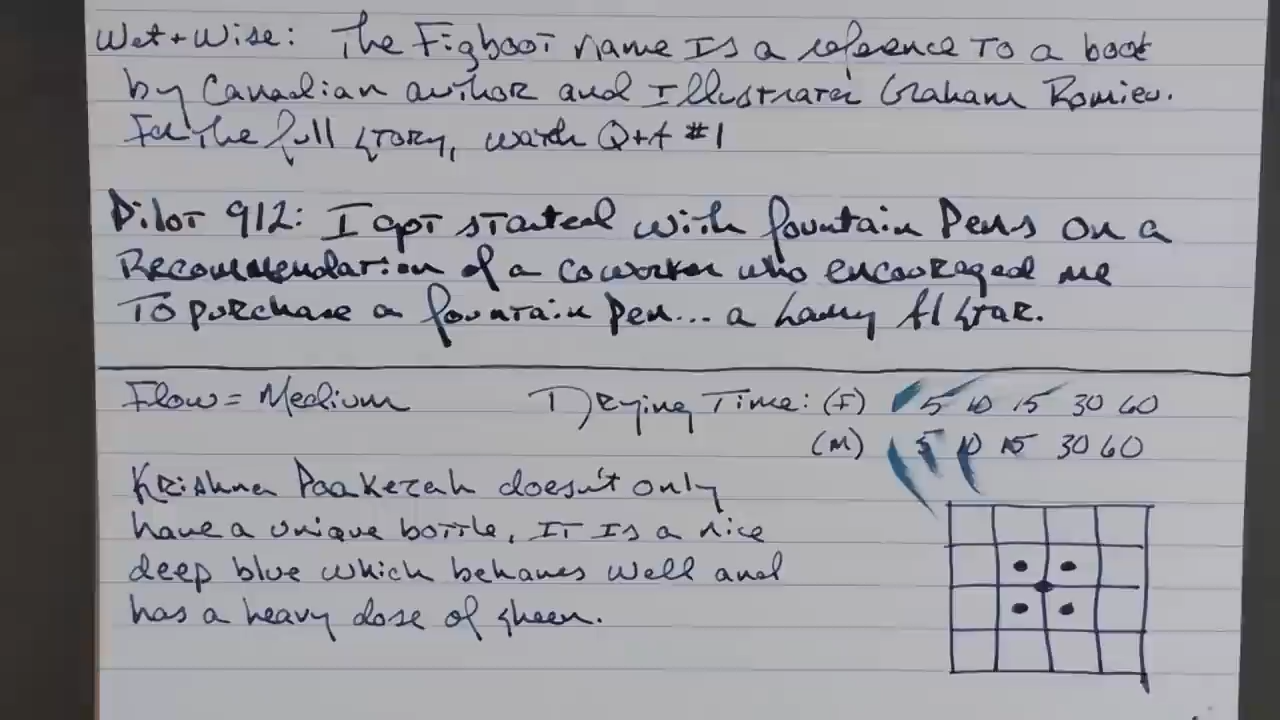 Wet + Wise: The Figboot name Is a reference To a book
by Canadian author and Illustrator Graham Romieu.
For the full story, watch Q+A #1
Pilot 912: I got started with fountain Pens on a
Recommendation of a coworker who encouraged me
To purchase a fountain Pen... a Lamy Al Star.
Flow = Medium Drying Time: (F) 5 10 15 30 60
(M) 5 10 15 30 60
Krishna Paakezah doesn't only
have a unique bottle, It Is a nice
deep blue which behaves well and
has a heavy dose of sheen.